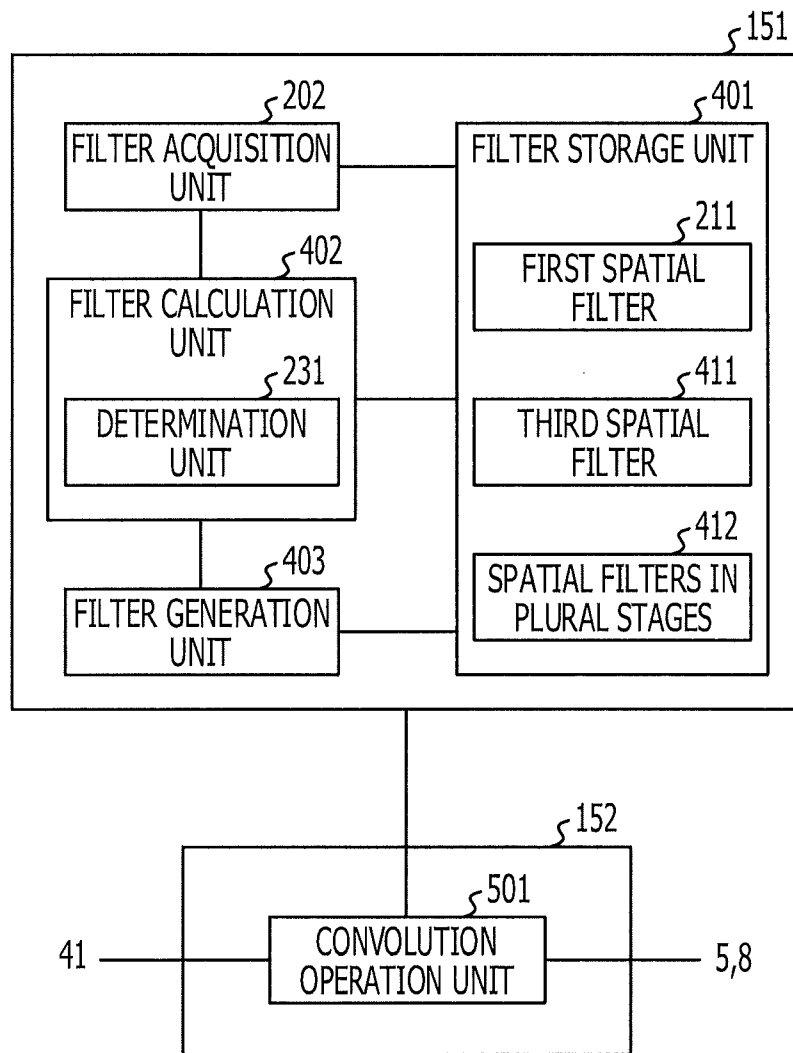 151
202
FILTER ACQUISITION
UNIT
401
FILTER STORAGE UNIT
211
FIRST SPATIAL
FILTER
402
FILTER CALCULATION
UNIT
231
DETERMINATION
UNIT
411
THIRD SPATIAL
FILTER
412
SPATIAL FILTERS IN
PLURAL STAGES
403
FILTER GENERATION
UNIT
152
501
CONVOLUTION
OPERATION UNIT
41
5,8